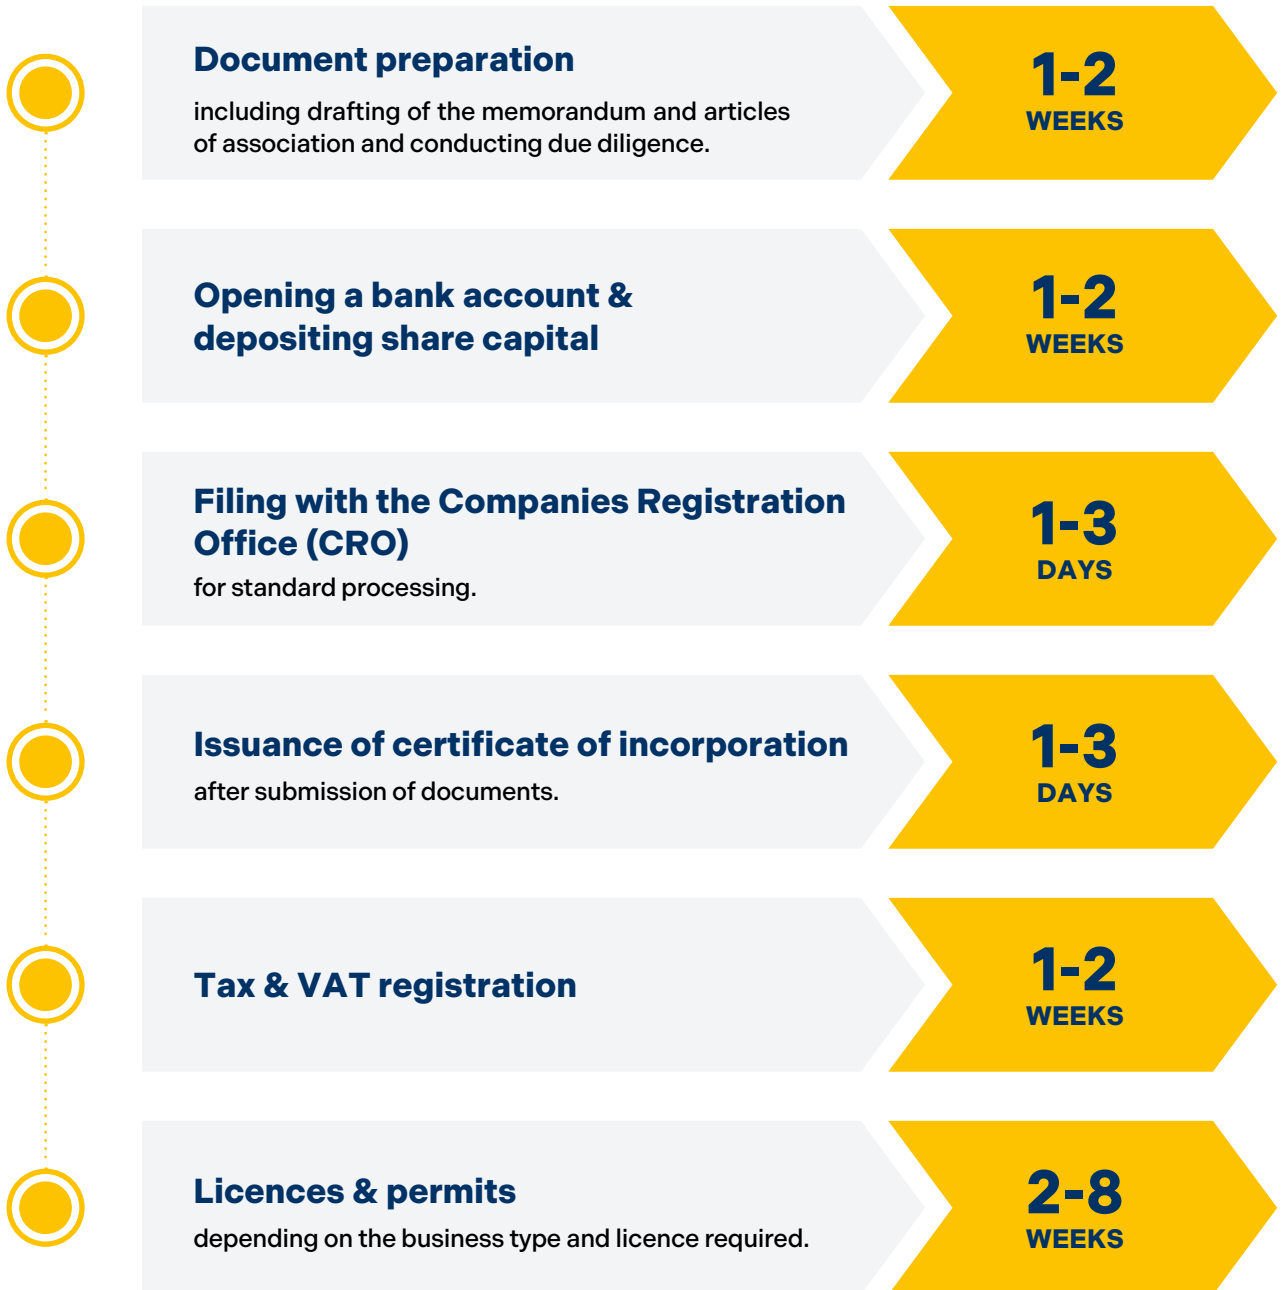 Document preparation
including drafting of the memorandum and articles
of association and conducting due diligence.
1-2
WEEKS
Opening a bank account &
depositing share capital
1-2
WEEKS
Filing with the Companies Registration
Office (CRO)
for standard processing.
1-3
DAYS
Issuance of certificate of incorporation
after submission of documents.
1-3
DAYS
Tax & VAT registration
1-2
WEEKS
Licences & permits
depending on the business type and licence required.
2-8
WEEKS